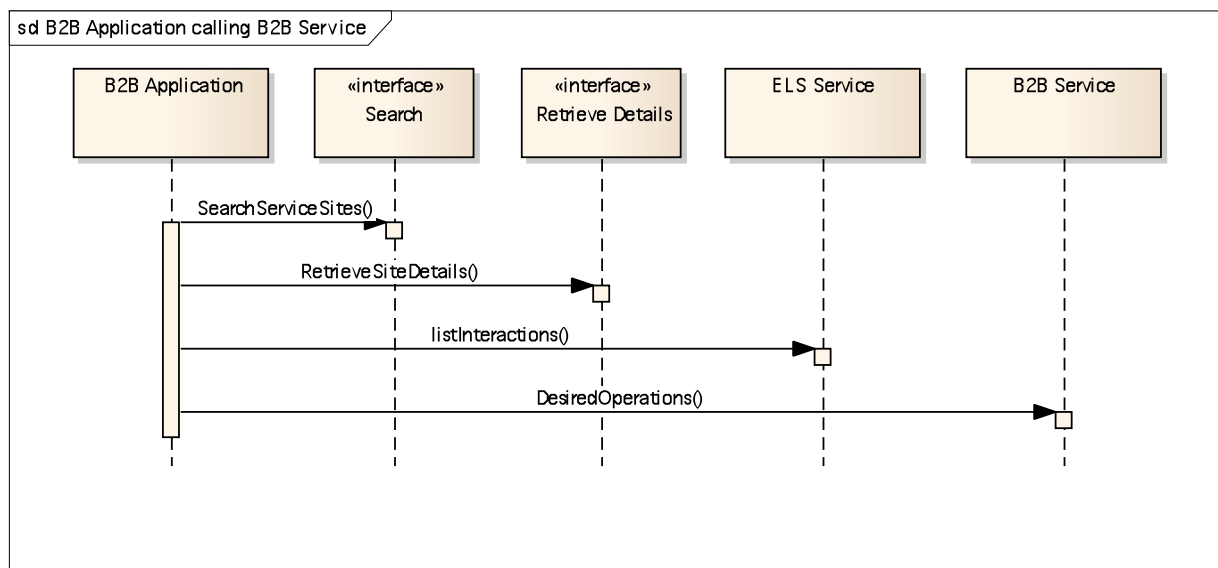 sd B2B Application calling B2B Service
B2B Application
«interface»
Search
«interface»
Retrieve Details
ELS Service
B2B Service
SearchServiceSites()
RetrieveSiteDetails()
listInteractions()
DesiredOperations()